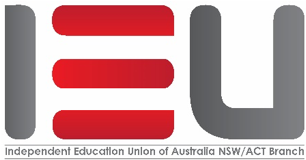 IEU
Independent Education Union of Australia NSW/ACT Branch